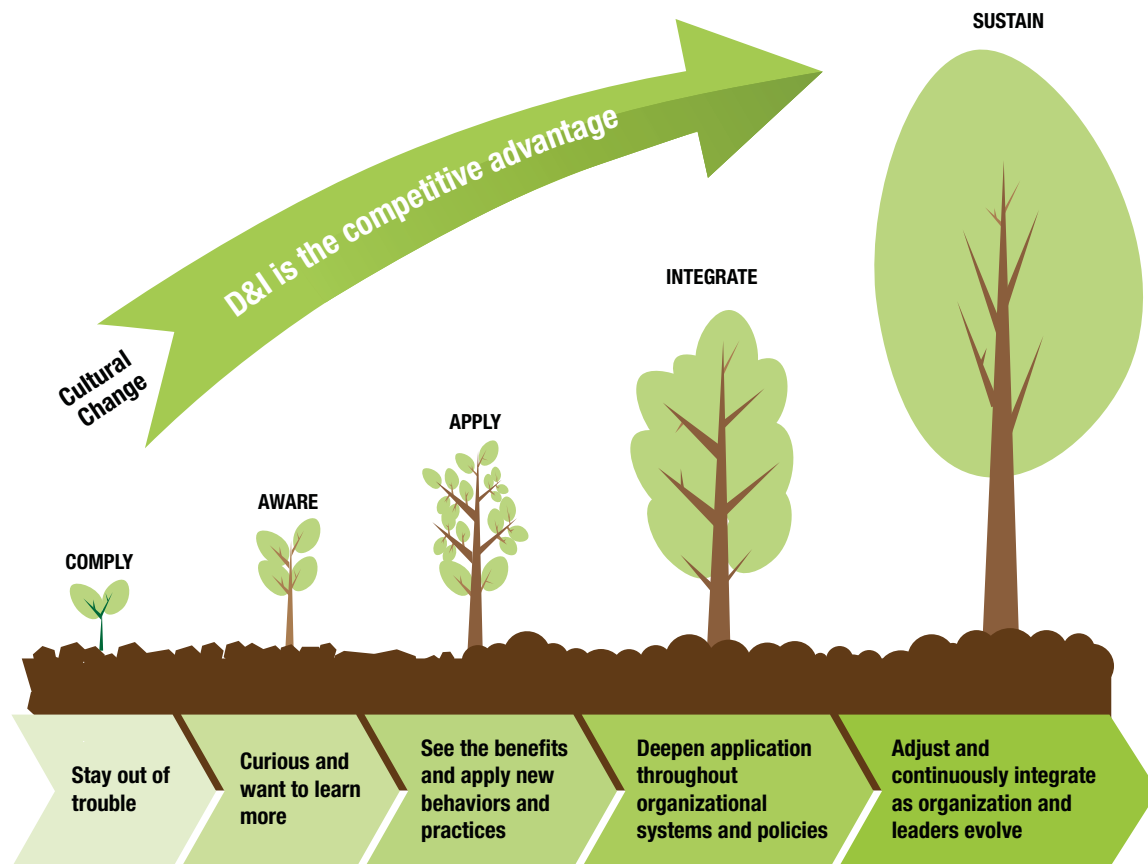 SUSTAIN
D&I is the competitive advantage
Cultural
Change
INTEGRATE
APPLY
AWARE
COMPLY
Stay out of
trouble
Curious and
want to learn
more
See the benefits
and apply new
behaviors and
practices
Deepen application
throughout
organizational
systems and policies
Adjust and
continuously integrate
as organization and
leaders evolve